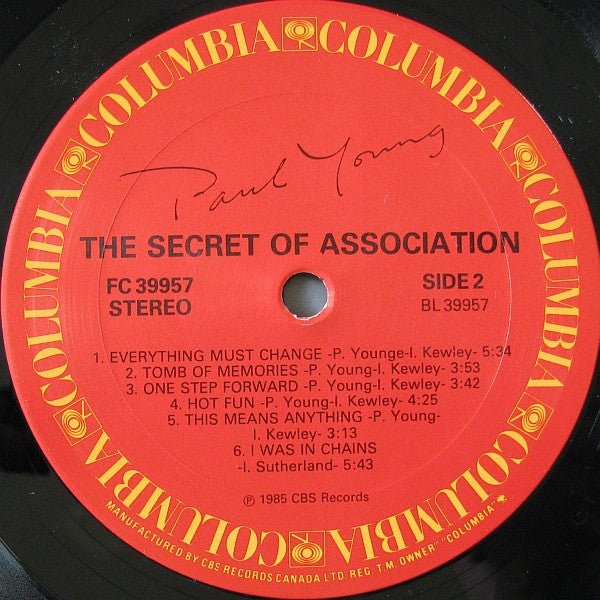 COLUMBIA COLUMBIA COLUMBIA COLUMBIA COLUMBIA COLUMBIA COLUMBIA COLUMBIA
Paul Young
THE SECRET OF ASSOCIATION
FC 39957 SIDE 2
STEREO BL 39957
1. EVERYTHING MUST CHANGE -P. Younge-I. Kewley- 5:34
2. TOMB OF MEMORIES -P. Young-I. Kewley- 3:53
3. ONE STEP FORWARD -P. Young-I. Kewley- 3:42
4. HOT FUN -P. Young-I. Kewley- 4:25
5. THIS MEANS ANYTHING -P. Young-
I. Kewley- 3:13
6. I WAS IN CHAINS
-I. Sutherland- 5:43
℗ 1985 CBS Records
MANUFACTURED BY CBS RECORDS CANADA LTD. REG. T.M. OWNER "COLUMBIA"